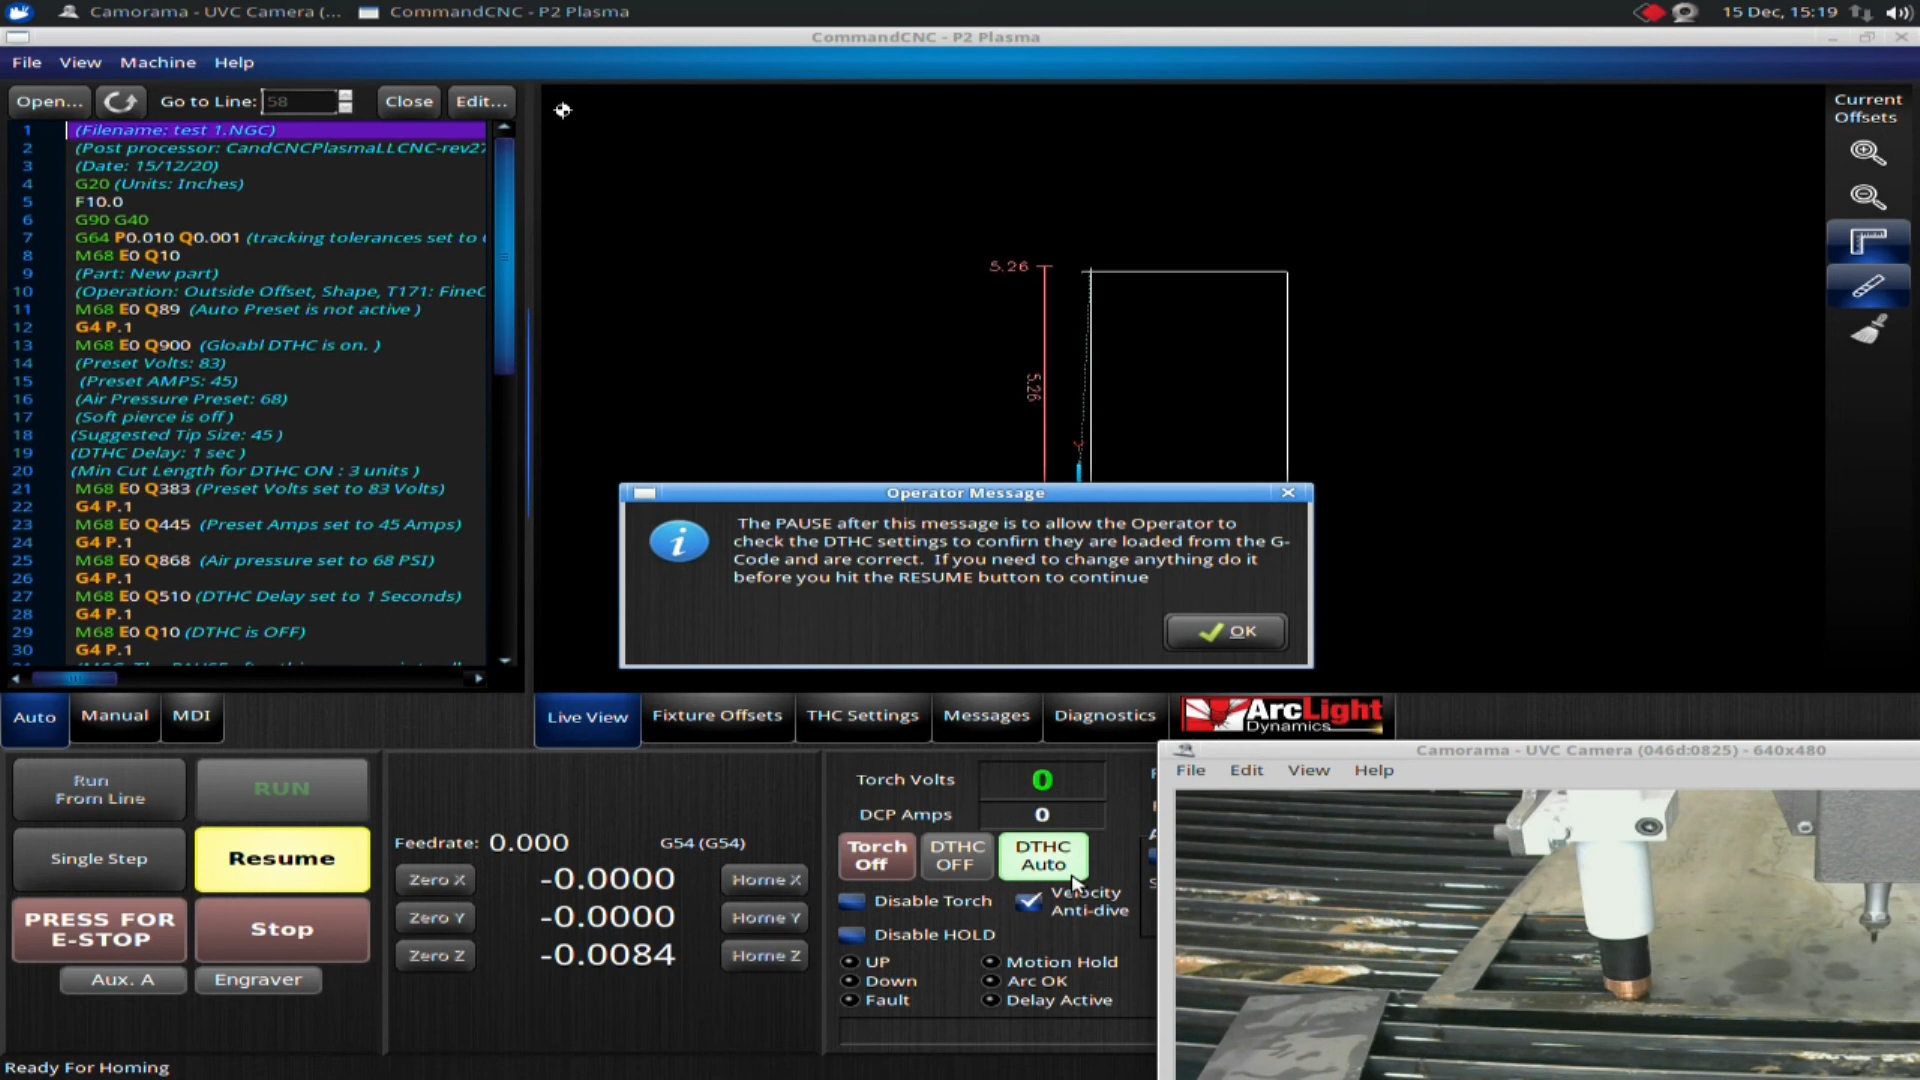 Camorama - UVC Camera (...
CommandCNC - P2 Plasma
15 Dec, 15:19
CommandCNC - P2 Plasma
File View Machine Help
Open... Go to Line: 58 Close Edit...
1 (Filename: test 1.NGC)
2 (Post processor: CandCNCPlasmaLLCNC-rev27
3 (Date: 15/12/20)
4 G20 (Units: Inches)
5 F10.0
6 G90 G40
7 G64 P0.010 Q0.001 (tracking tolerances set to
8 M68 E0 Q10
9 (Part: New part)
10 (Operation: Outside Offset, Shape, T171: FineC
11 M68 E0 Q89 (Auto Preset is not active )
12 G4 P.1
13 M68 E0 Q900 (Gloabl DTHC is on. )
14 (Preset Volts: 83)
15 (Preset AMPS: 45)
16 (Air Pressure Preset: 68)
17 (Soft pierce is off )
18 (Suggested Tip Size: 45 )
19 (DTHC Delay: 1 sec )
20 (Min Cut Length for DTHC ON : 3 units )
21 M68 E0 Q383 (Preset Volts set to 83 Volts)
22 G4 P.1
23 M68 E0 Q445 (Preset Amps set to 45 Amps)
24 G4 P.1
25 M68 E0 Q868 (Air pressure set to 68 PSI)
26 G4 P.1
27 M68 E0 Q510 (DTHC Delay set to 1 Seconds)
28 G4 P.1
29 M68 E0 Q10 (DTHC is OFF)
30 G4 P.1
5.26
5.26
Y
Current
Offsets
Operator Message
The PAUSE after this message is to allow the Operator to
check the DTHC settings to confirm they are loaded from the G-
Code and are correct. If you need to change anything do it
before you hit the RESUME button to continue
OK
Auto Manual MDI
Live View Fixture Offsets THC Settings Messages Diagnostics
ArcLight
Dynamics
Run
From Line
RUN
Single Step
Resume
PRESS FOR
E-STOP
Stop
Aux. A
Engraver
Feedrate: 0.000 G54 (G54)
Zero X -0.0000 Home X
Zero Y -0.0000 Home Y
Zero Z -0.0084 Home Z
Torch Volts 0
DCP Amps 0
Torch
Off
DTHC
OFF
DTHC
Auto
Disable Torch
Velocity
Anti-dive
Disable HOLD
UP Motion Hold
Down Arc OK
Fault Delay Active
Camorama - UVC Camera (046d:0825) - 640x480
File Edit View Help
Ready For Homing